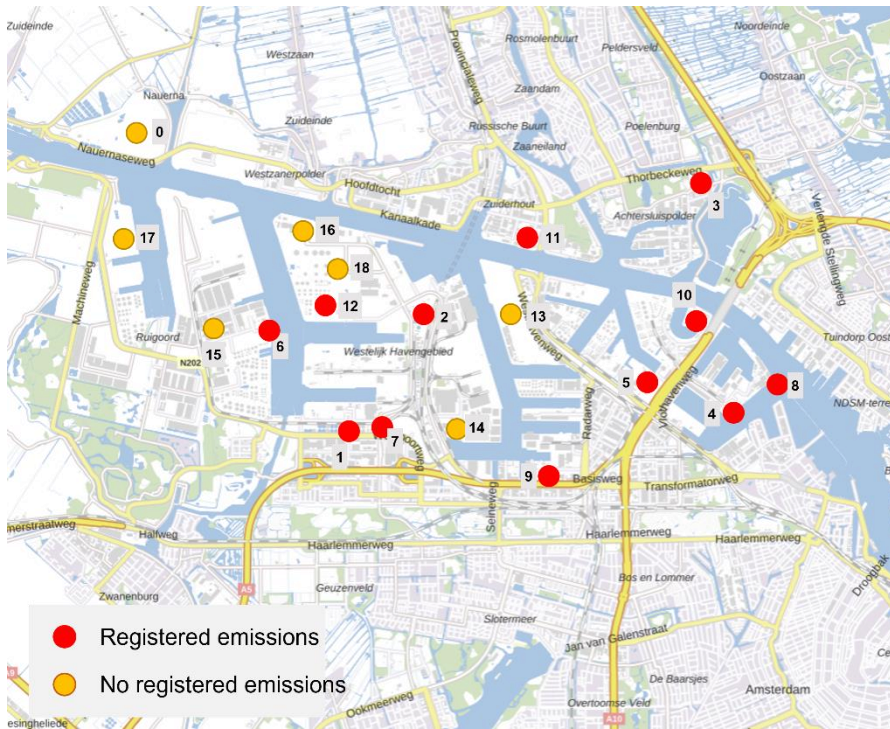 Zuideinde
Westzaan
Provincialeweg
Rosmolenbuurt
Peldersveld
Noordeinde
Oostzaan
Zaandam
Nauerna
Zuideinde
Russische Buurt
Poelenburg
0
Zaaneiland
Nauernaseweg
Westzanerpolder
Thorbeckeweg
Hoofdtocht
Zuiderhout
3
Verlengde Stellingweg
Kanaalkade
Achtersluispolder
17
16
11
18
Machineweg
12
2
13
10
Ruigoord
15
6
Westelijk Havengebied
Tuindorp Oost
N202
5
8
Radarweg
4
NDSM-terre
1
7
14
9
Basisweg
Transformatorweg
Seineweg
merstraatweg
Halfweg
Haarlemmerweg
Haarlemmerweg
Haarlemmerweg
Droogbak
Zwanenburg
A5
Geuzenveld
Bos en Lommer
Slotermeer
Jan van Galenstraat
Registered emissions
De Baarsjes
No registered emissions
Amsterdam
Ookmeerweg
Overtoomse Veld
A10
esingheliede